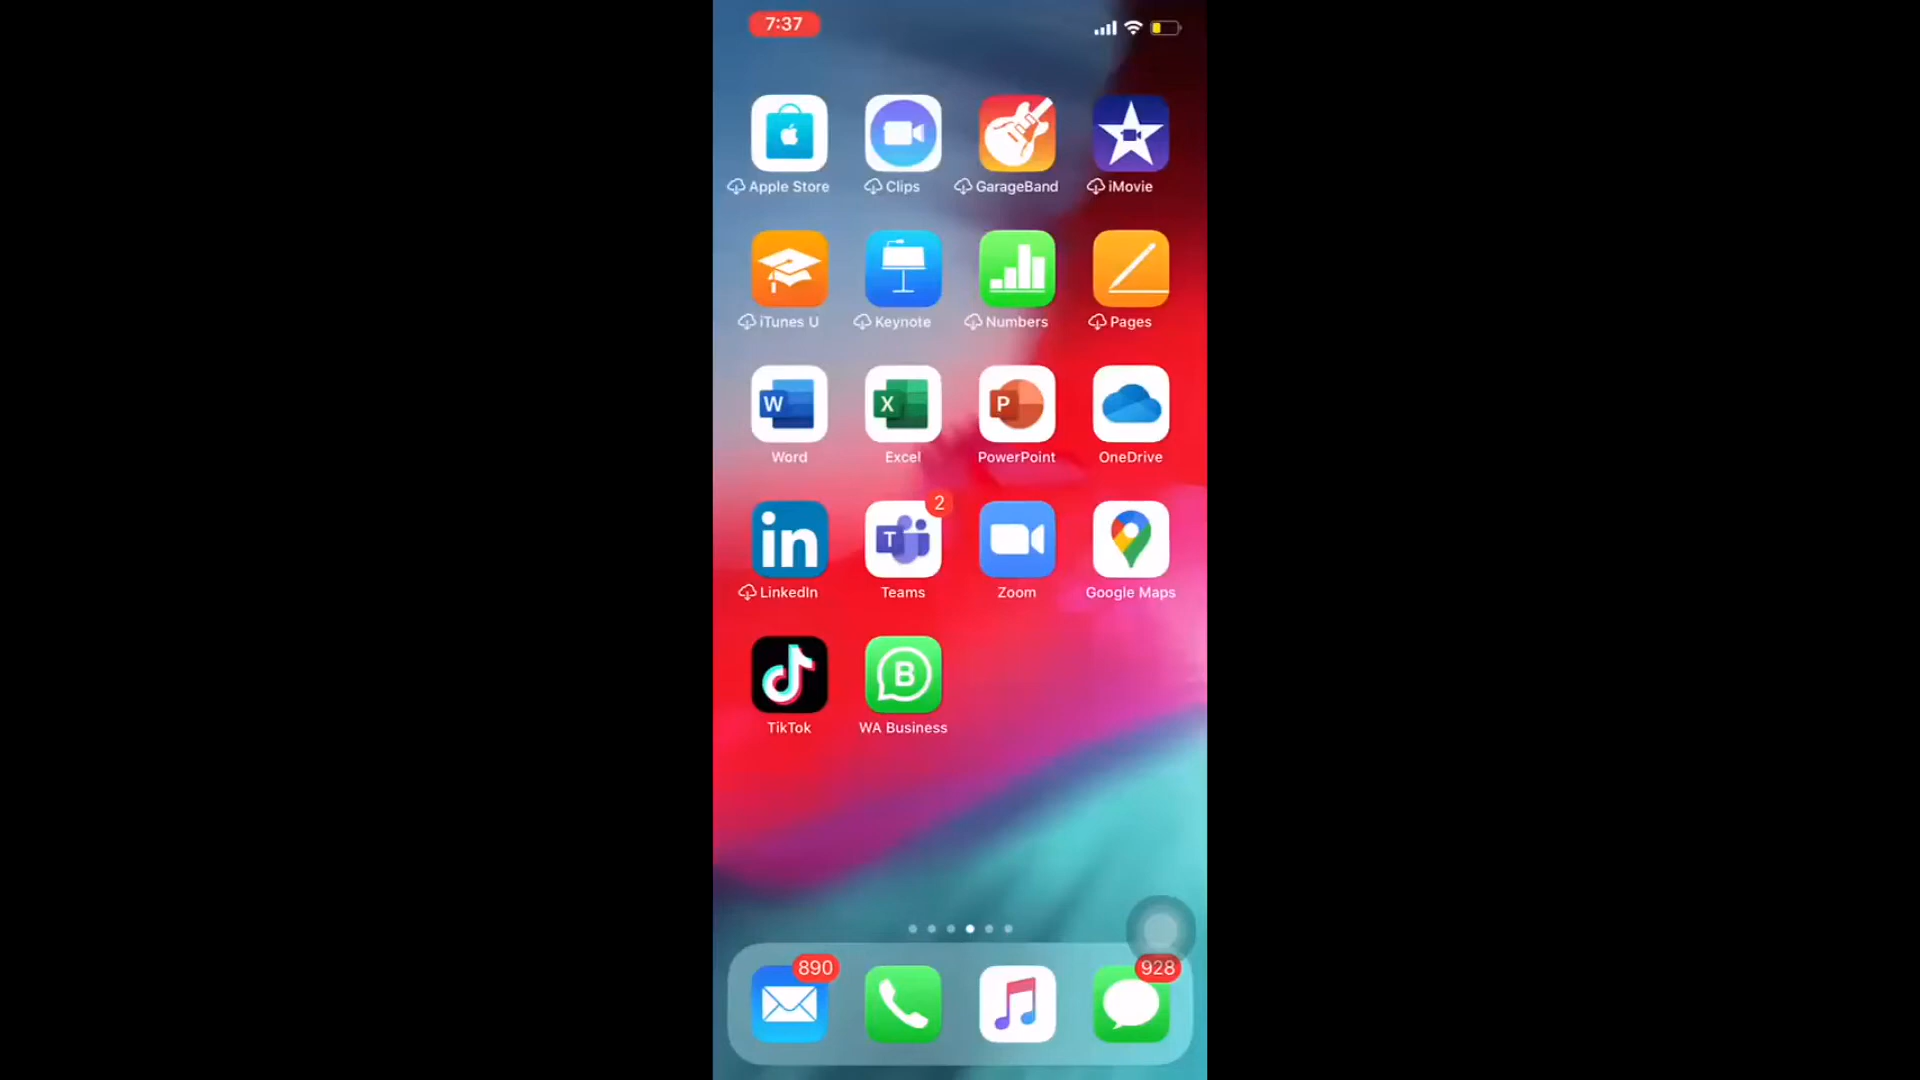 7:37
Apple Store Clips GarageBand iMovie
iTunes U Keynote Numbers Pages
W X P
Word Excel PowerPoint OneDrive
in T 2
LinkedIn Teams Zoom Google Maps
B
TikTok WA Business
890 928